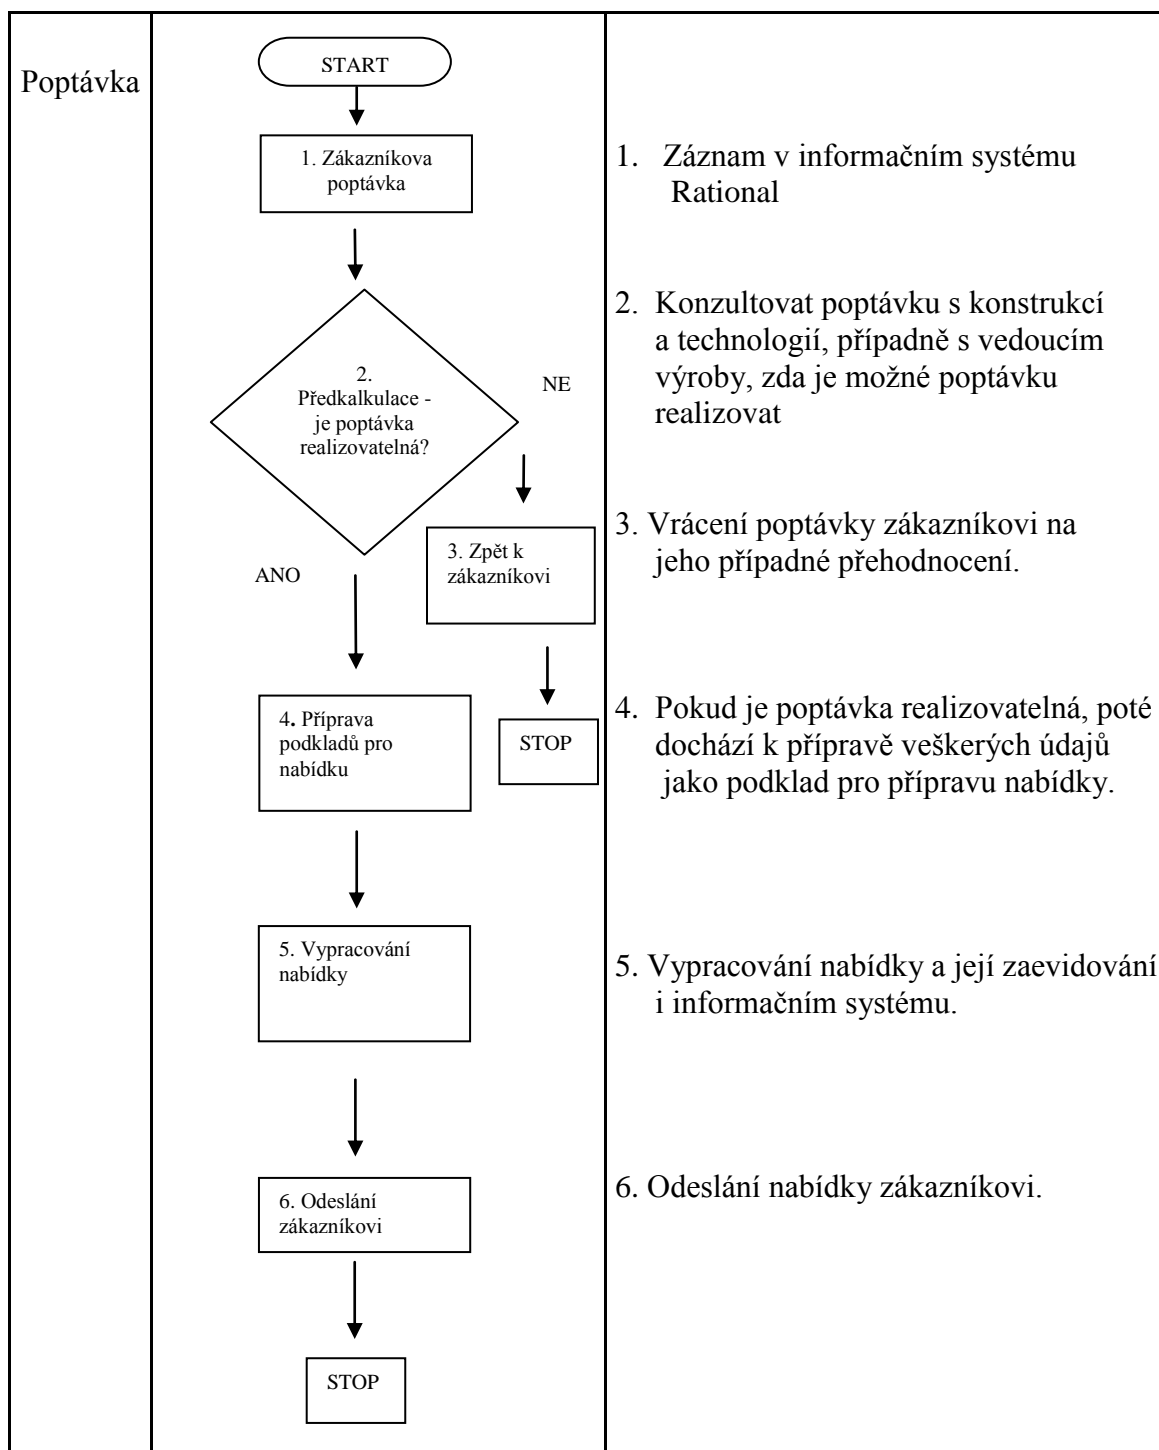 Poptávka
START
1. Zákazníkova
poptávka
2.
Předkalkulace -
je poptávka
realizovatelná?
NE
ANO
3. Zpět k
zákazníkovi
STOP
4. Příprava
podkladů pro
nabídku
5. Vypracování
nabídky
6. Odeslání
zákazníkovi
STOP
1. Záznam v informačním systému
Rational
2. Konzultovat poptávku s konstrukcí
a technologií, případně s vedoucím
výroby, zda je možné poptávku
realizovat
3. Vrácení poptávky zákazníkovi na
jeho případné přehodnocení.
4. Pokud je poptávka realizovatelná, poté
dochází k přípravě veškerých údajů
jako podklad pro přípravu nabídky.
5. Vypracování nabídky a její zaevidování
i informačním systému.
6. Odeslání nabídky zákazníkovi.